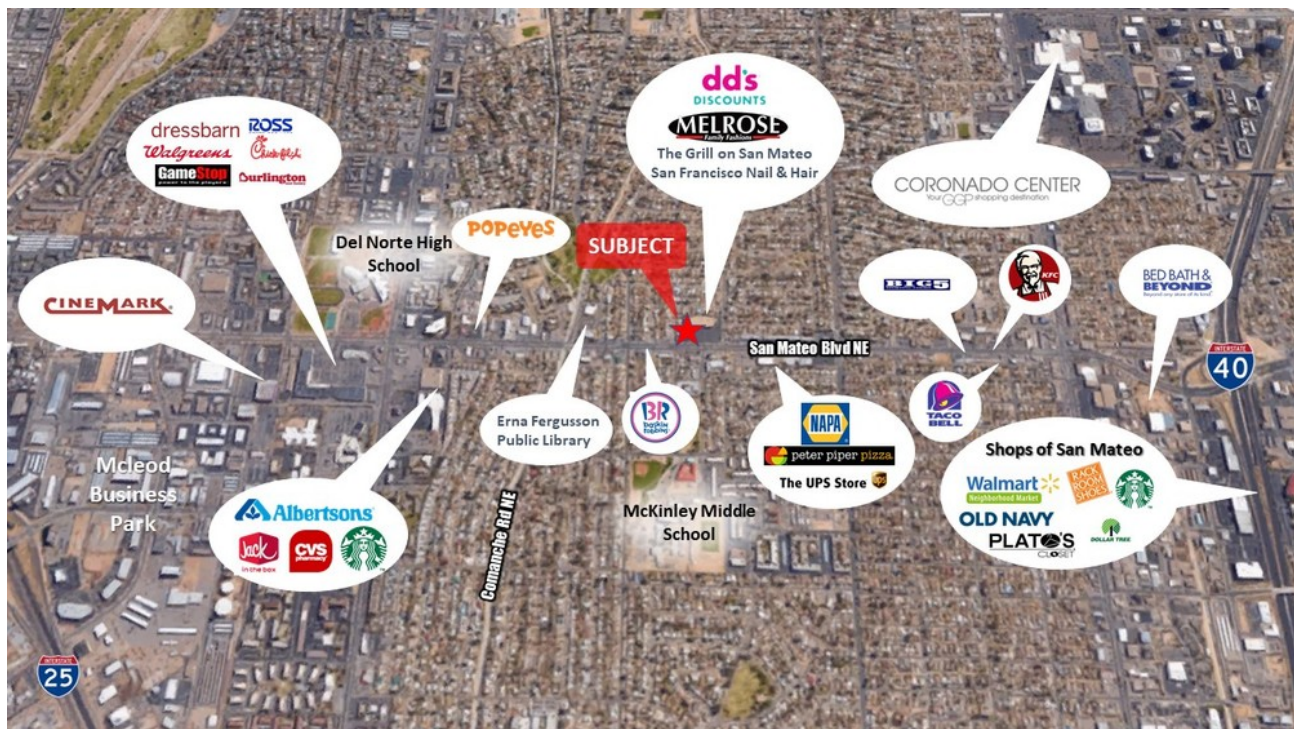 dressbarn
ROSS
Walgreens
Chick-fil-A
GameStop
power to the players
Burlington
CINEMARK
Del Norte High
School
POPEYES
SUBJECT
dd's
DISCOUNTS
MELROSE
Family Fashions
The Grill on San Mateo
San Francisco Nail & Hair
CORONADO CENTER
Your GGP shopping destination
BIG 5
KFC
BED BATH &
BEYOND
Beyond any store of its kind.
San Mateo Blvd NE
INTERSTATE
40
Erna Fergusson
Public Library
BR
baskin robbins
NAPA
peter piper pizza
The UPS Store
ups
TACO
BELL
Shops of San Mateo
Walmart
Neighborhood Market
RACK
ROOM
SHOES
OLD NAVY
PLATO'S
CLOSET
DOLLAR TREE
Mcleod
Business
Park
Albertsons
Jack
in the box
CVS
pharmacy
Comanche Rd NE
McKinley Middle
School
INTERSTATE
25